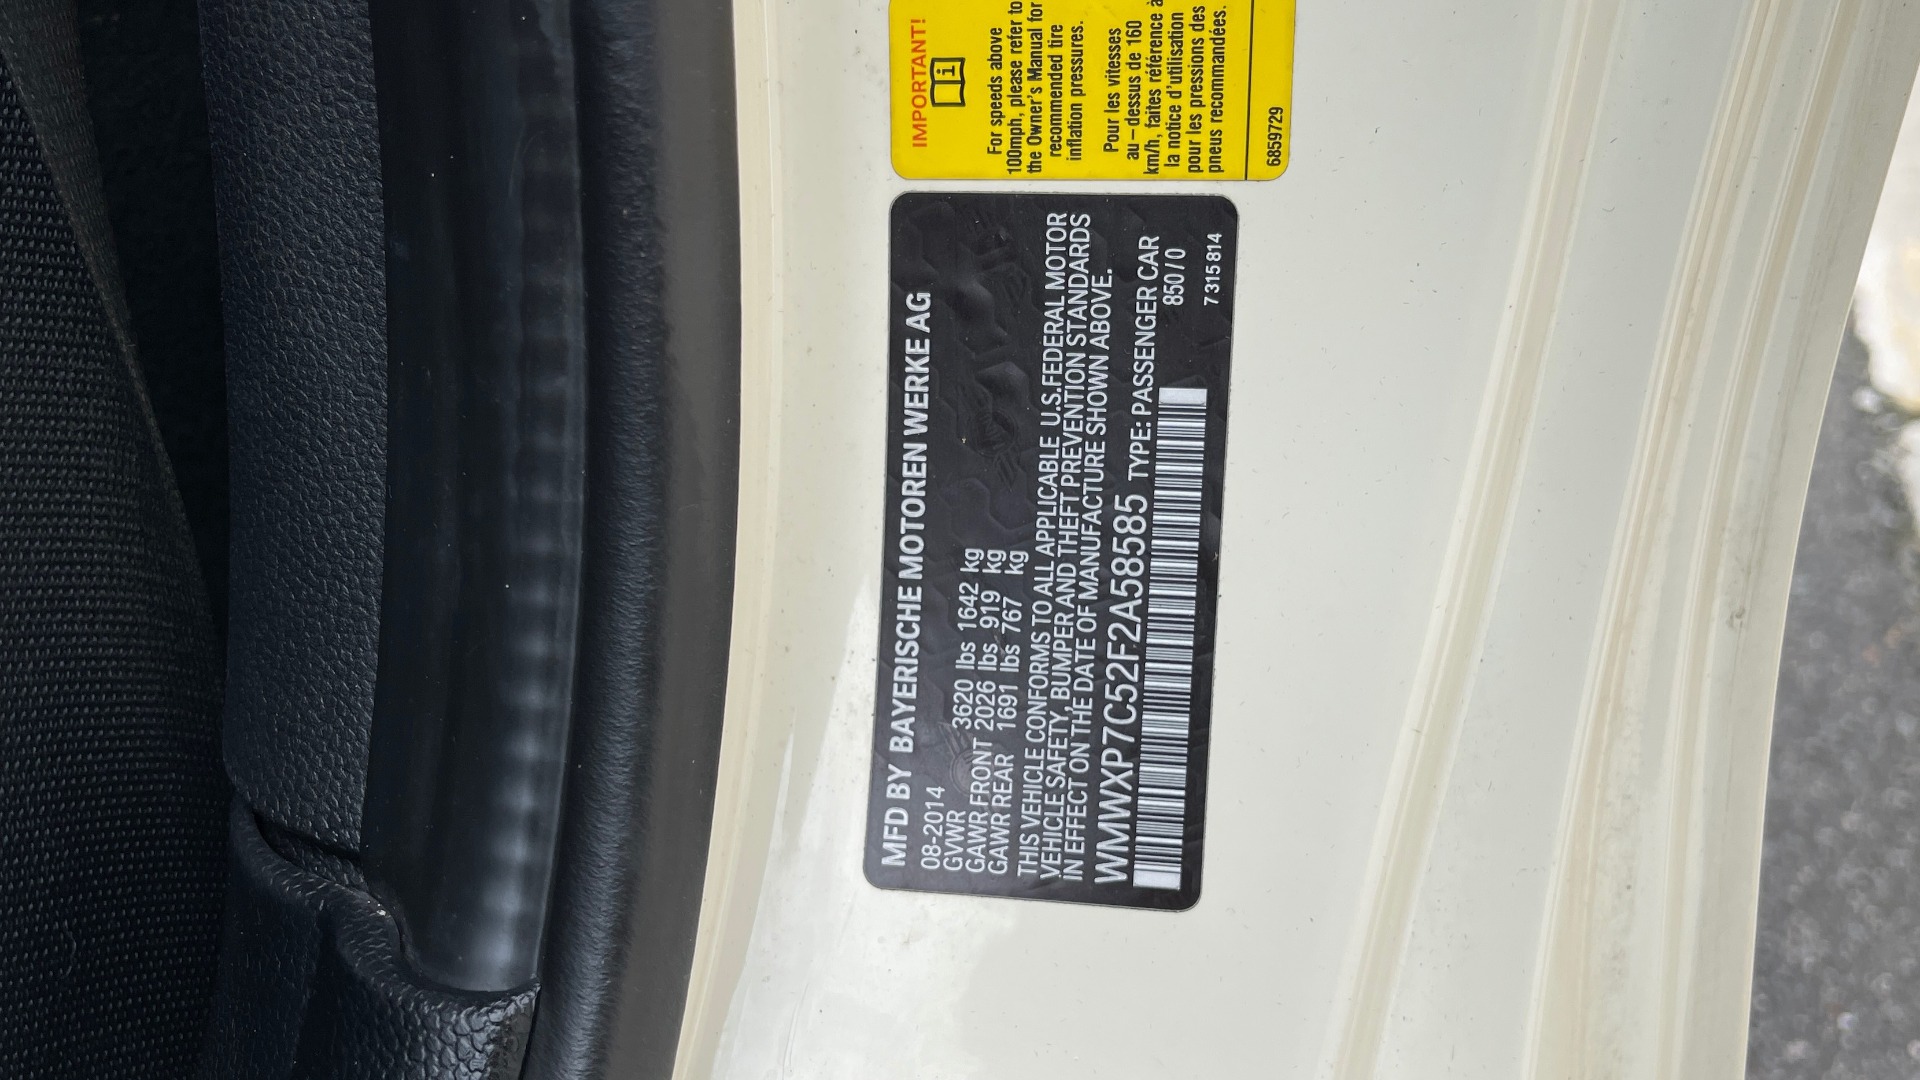 IMPORTANT!
For speeds above
100mph, please refer to
the Owner's Manual for
recommended tire
inflation pressures.
Pour les vitesses
au-dessus de 160
km/h, faites référence à
la notice d'utilisation
pour les pressions des
pneus recommandées.
6859729
MFD BY BAYERISCHE MOTOREN WERKE AG
08-2014
GVWR 3620 lbs 1642 kg
GAWR FRONT 2026 lbs 919 kg
GAWR REAR 1691 lbs 767 kg
THIS VEHICLE CONFORMS TO ALL APPLICABLE U.S.FEDERAL MOTOR
VEHICLE SAFETY, BUMPER AND THEFT PREVENTION STANDARDS
IN EFFECT ON THE DATE OF MANUFACTURE SHOWN ABOVE.
WMWXP7C52F2A58585 TYPE: PASSENGER CAR
850/0
7315814